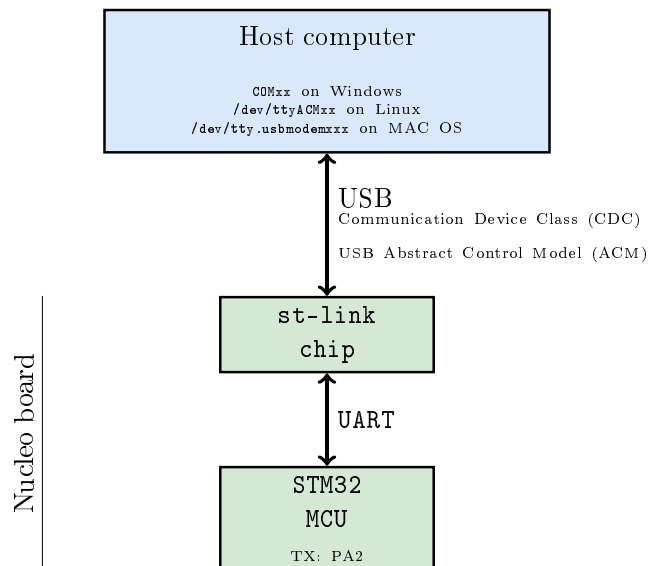 Host computer
COMxx on Windows
/dev/ttyACMxx on Linux
/dev/tty.usbmodemxxx on MAC OS
USB
Communication Device Class (CDC)
USB Abstract Control Model (ACM)
st-link
chip
Nucleo board
UART
STM32
MCU
TX: PA2